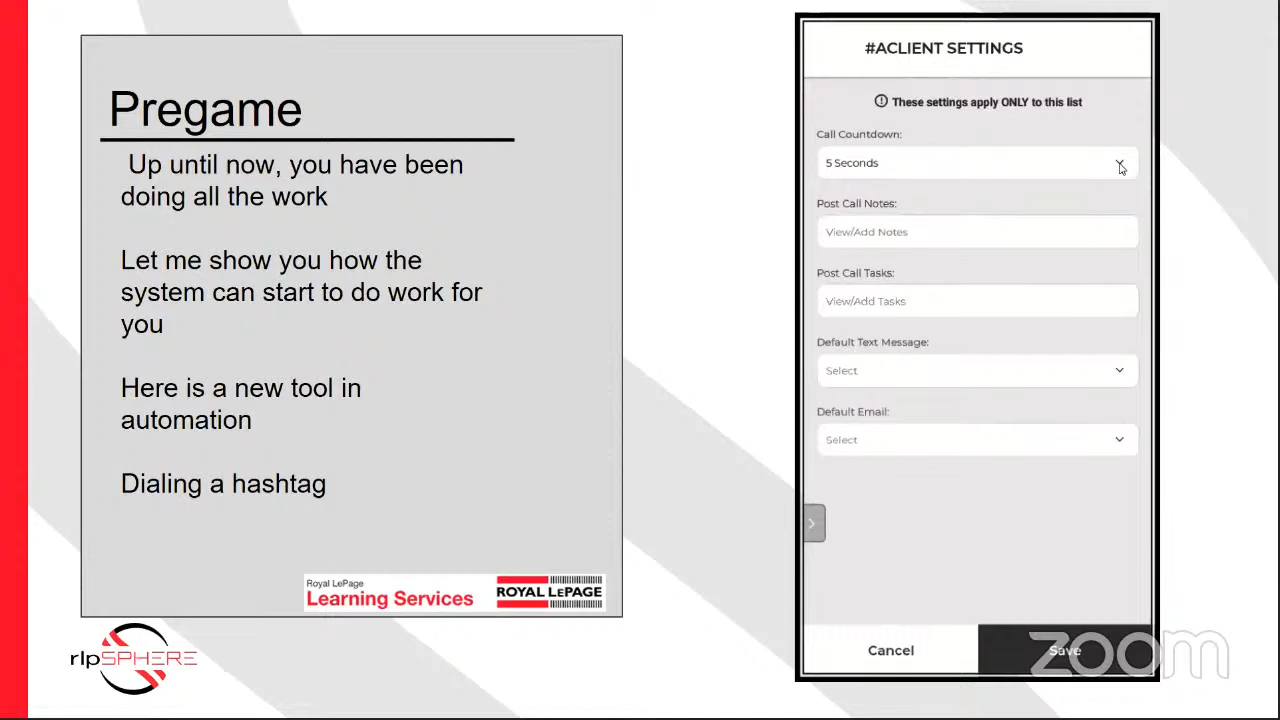 Pregame
Up until now, you have been
doing all the work
Let me show you how the
system can start to do work for
you
Here is a new tool in
automation
Dialing a hashtag
Royal LePage
Learning Services
ROYAL LEPAGE
rlpSPHERE
#ACLIENT SETTINGS
These settings apply ONLY to this list
Call Countdown:
5 Seconds
Post Call Notes:
View/Add Notes
Post Call Tasks:
View/Add Tasks
Default Text Message:
Select
Default Email:
Select
Cancel
Save
zoom